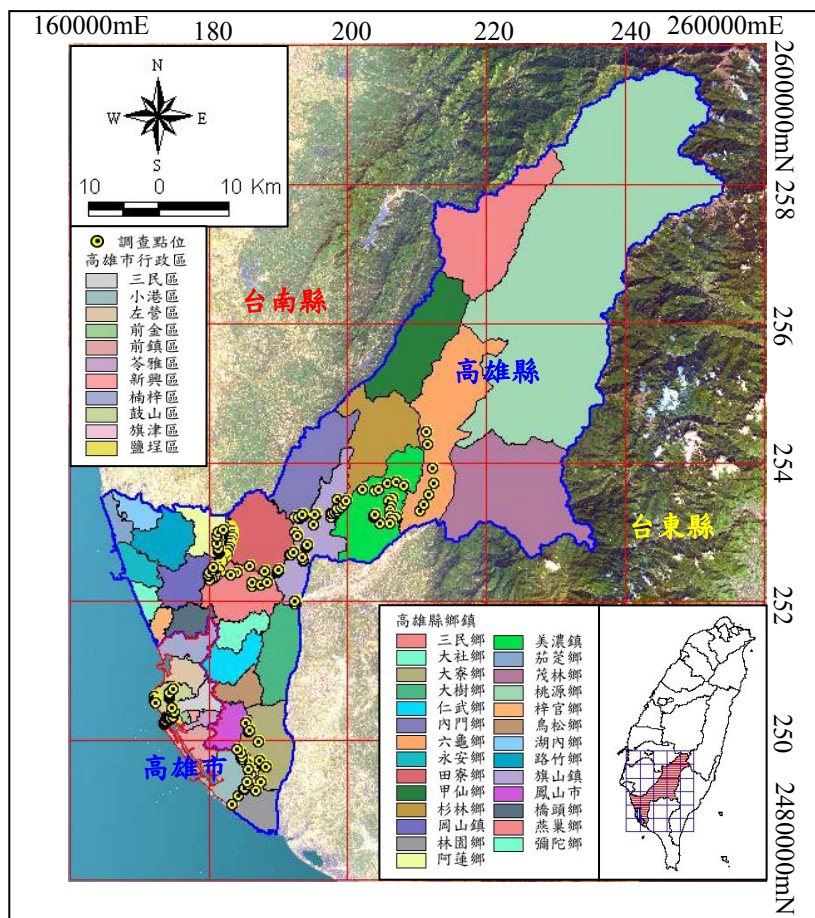 160000mE 180 200 220 240 260000mE
2600000mN
258
256
254
252
250
2480000mN
N
W E
S
10 0 10 Km
調查點位
高雄市行政區
三民區
小港區
左營區
前金區
前鎮區
苓雅區
新興區
楠梓區
鼓山區
旗津區
鹽埕區
台南縣
高雄縣
台東縣
高雄市
高雄縣鄉鎮
三民鄉
大社鄉
大寮鄉
大樹鄉
仁武鄉
內門鄉
六龜鄉
永安鄉
田寮鄉
甲仙鄉
杉林鄉
岡山鎮
林園鄉
阿蓮鄉
美濃鎮
茄萣鄉
茂林鄉
桃源鄉
梓官鄉
鳥松鄉
湖內鄉
路竹鄉
旗山鎮
鳳山市
橋頭鄉
燕巢鄉
彌陀鄉